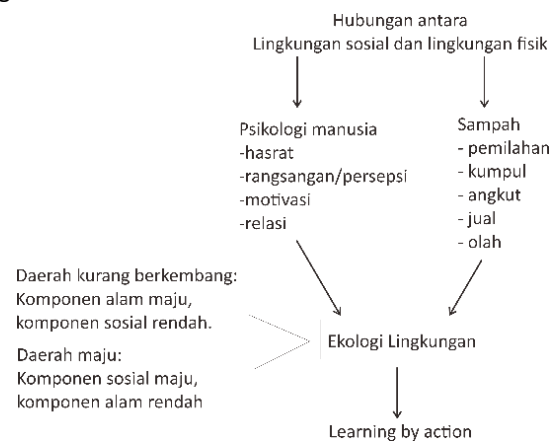 Hubungan antara
Lingkungan sosial dan lingkungan fisik
Psikologi manusia
-hasrat
-rangsangan/persepsi
-motivasi
-relasi
Sampah
- pemilahan
- kumpul
- angkut
- jual
- olah
Daerah kurang berkembang:
Komponen alam maju,
komponen sosial rendah.
Daerah maju:
Komponen sosial maju,
komponen alam rendah
Ekologi Lingkungan
Learning by action